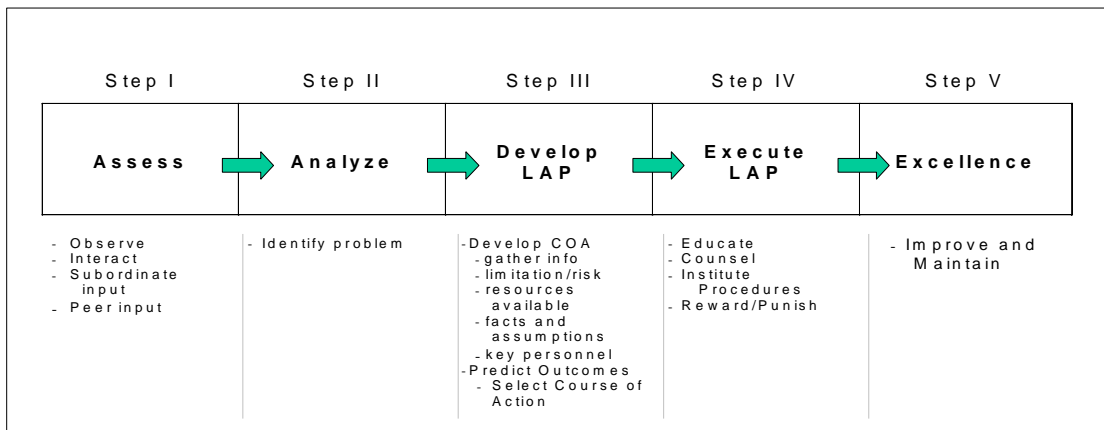 Step I
Step II
Step III
Step IV
Step V
Assess
Analyze
Develop
LAP
Execute
LAP
Excellence
- Observe
- Interact
- Subordinate
input
- Peer input
- Identify problem
-Develop COA
-gather info
-limitation/risk
-resources
available
-facts and
assumptions
-key personnel
-Predict Outcomes
- Select Course of
Action
- Educate
- Counsel
- Institute
Procedures
- Reward/Punish
- Improve and
Maintain